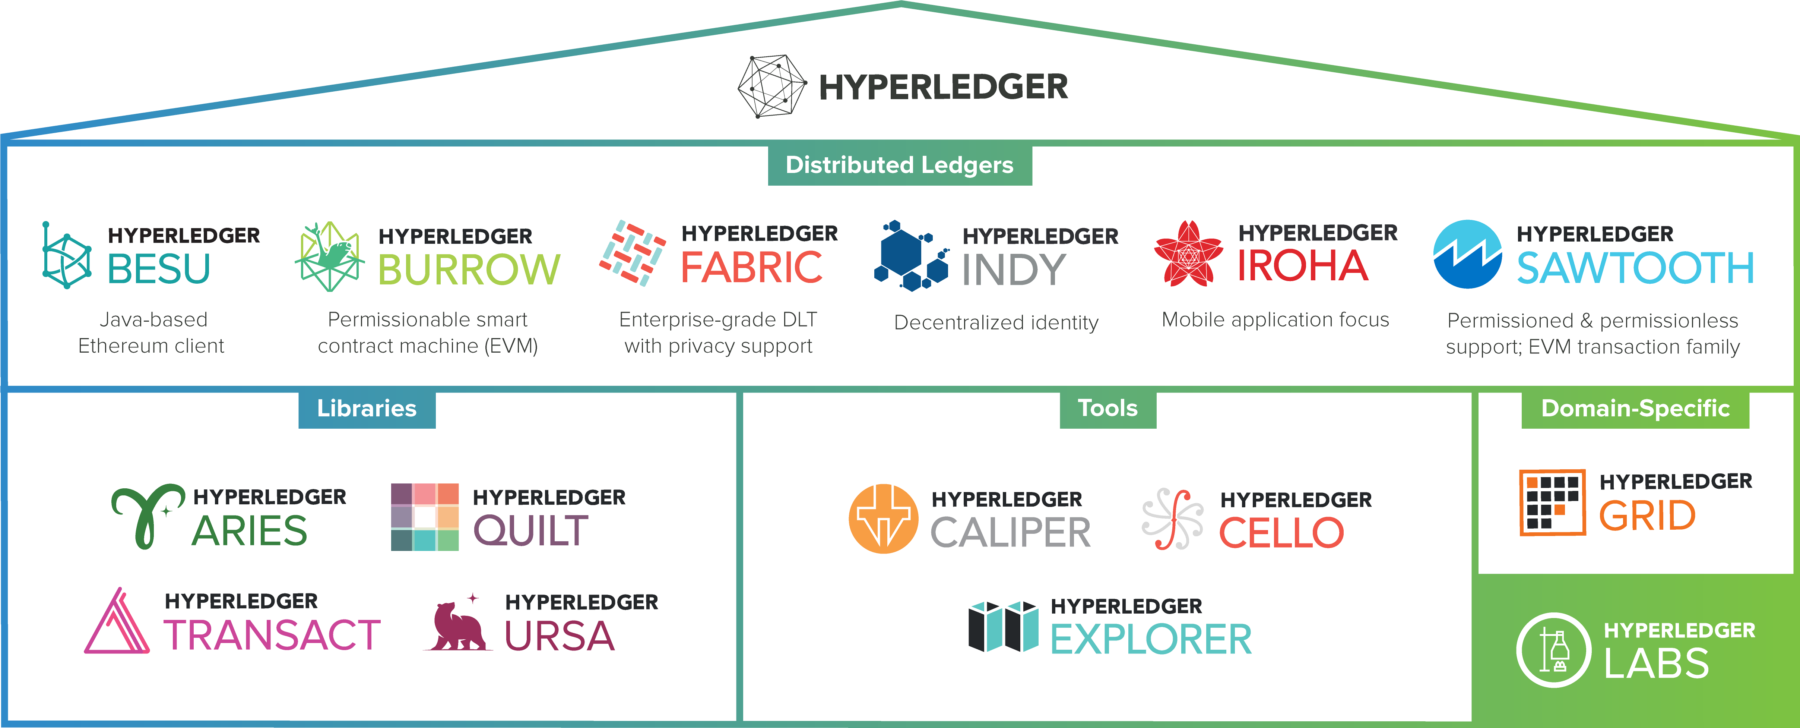 HYPERLEDGER
Distributed Ledgers
HYPERLEDGER
BESU
Java-based
Ethereum client
HYPERLEDGER
BURROW
Permissionable smart
contract machine (EVM)
HYPERLEDGER
FABRIC
Enterprise-grade DLT
with privacy support
HYPERLEDGER
INDY
Decentralized identity
HYPERLEDGER
IROHA
Mobile application focus
HYPERLEDGER
SAWTOOTH
Permissioned & permissionless
support; EVM transaction family
Libraries
HYPERLEDGER
ARIES
HYPERLEDGER
QUILT
HYPERLEDGER
TRANSACT
HYPERLEDGER
URSA
Tools
HYPERLEDGER
CALIPER
HYPERLEDGER
CELLO
HYPERLEDGER
EXPLORER
Domain-Specific
HYPERLEDGER
GRID
HYPERLEDGER
LABS